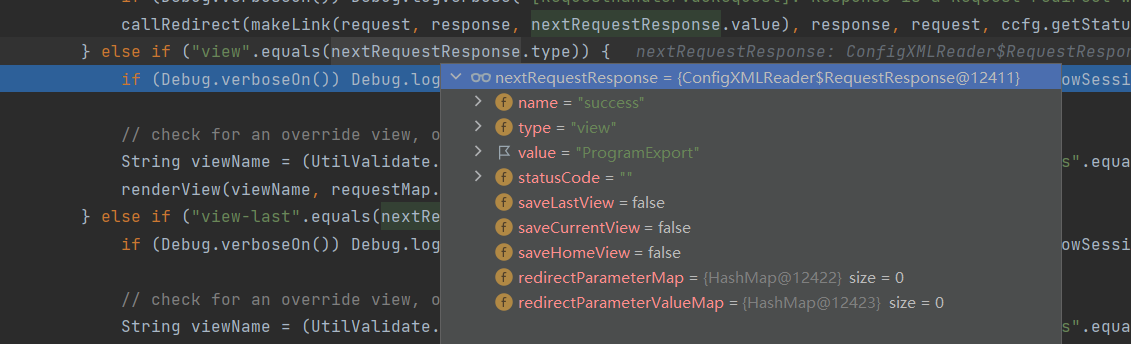 callRedirect(makeLink(request, response, nextRequestResponse.value), response, request, ccfg.getStatu
} else if ("view".equals(nextRequestResponse.type)) { nextRequestResponse: ConfigXMLReader$RequestRespon
if (Debug.verboseOn()) Debug.log owSessi
nextRequestResponse = {ConfigXMLReader$RequestResponse@12411}
name = "success"
type = "view"
// check for an override view, o
value = "ProgramExport"
String viewName = (UtilValidate. s".equa
statusCode = ""
renderView(viewName, requestMap.
saveLastView = false
} else if ("view-last".equals(nextRe
saveCurrentView = false
if (Debug.verboseOn()) Debug.log owSessi
saveHomeView = false
redirectParameterMap = {HashMap@12422} size = 0
// check for an override view, o
redirectParameterValueMap = {HashMap@12423} size = 0
String viewName = (UtilValidate. s".equa